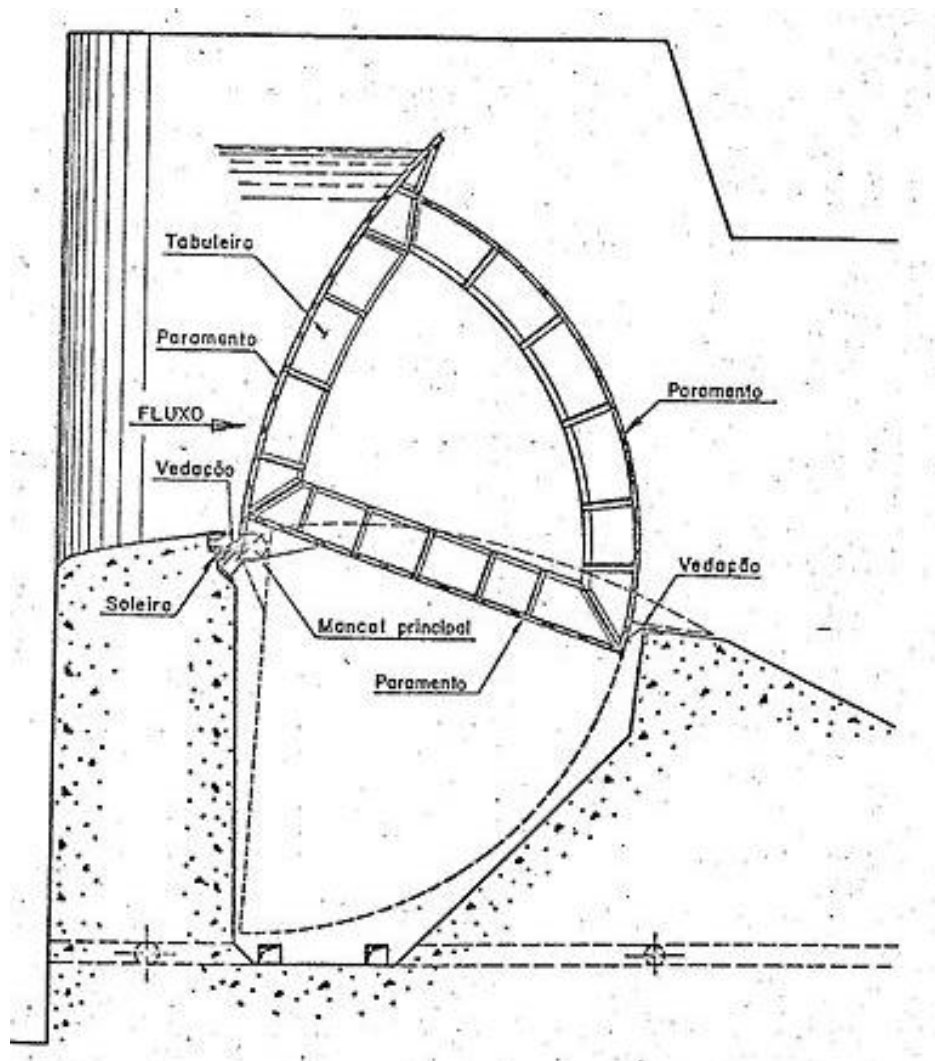 Tabuleiro
Paramento
Paramento
FLUXO
Vedação
Vedação
Soleira
Mancal principal
Paramento